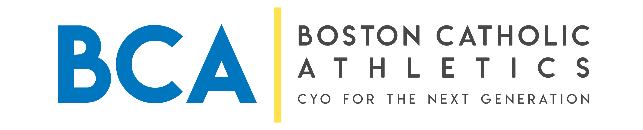 BCA
BOSTON CATHOLIC
ATHLETICS
CYO FOR THE NEXT GENERATION